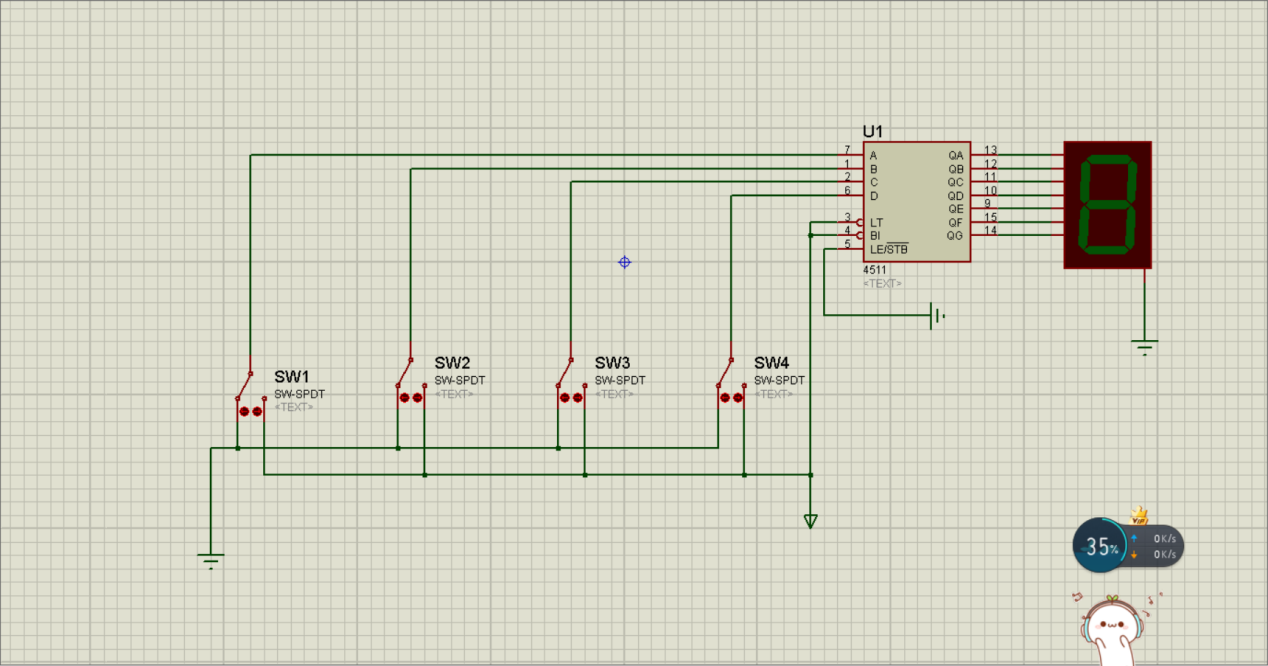 U1
7 A QA 13
1 B QB 12
2 C QC 11
6 D QD 10
QE 9
3 LT QF 15
4 BI QG 14
5 LE/STB
4511
<TEXT>
SW1
SW-SPDT
<TEXT>
SW2
SW-SPDT
<TEXT>
SW3
SW-SPDT
<TEXT>
SW4
SW-SPDT
<TEXT>
VIP
35%
0K/s
0K/s